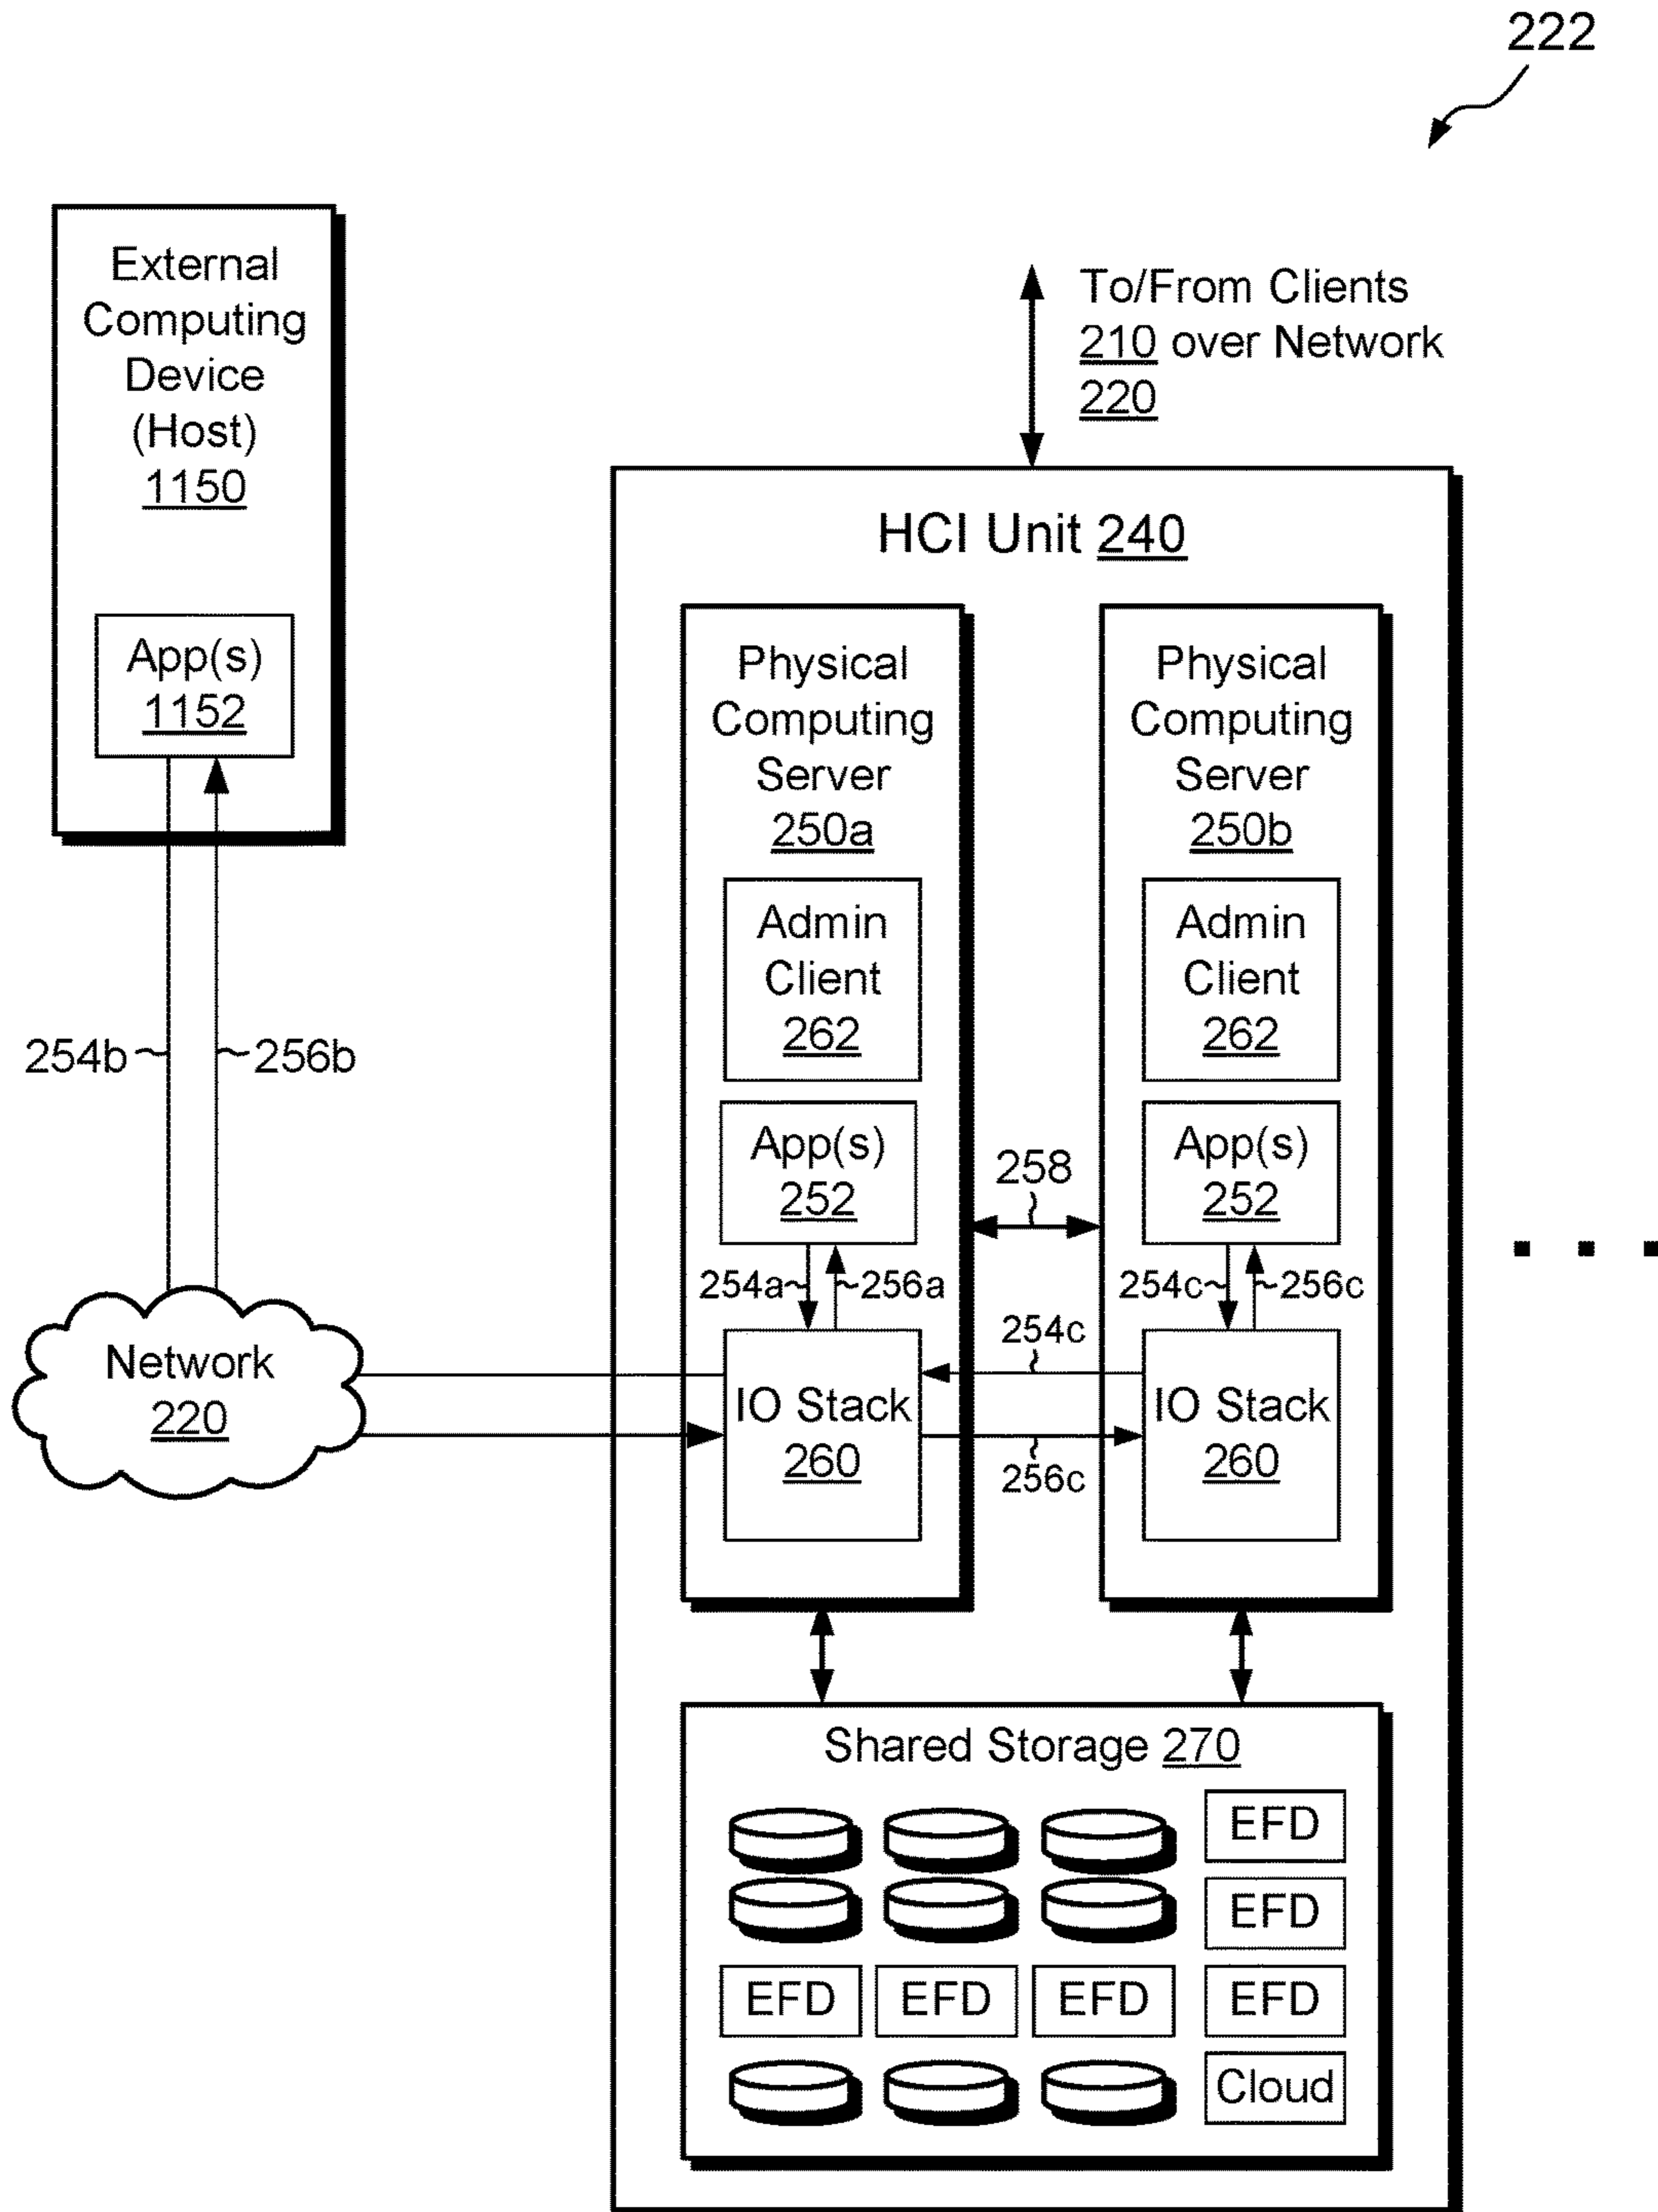 222
External
Computing
Device
(Host)
1150
App(s)
1152
To/From Clients
210 over Network
220
HCI Unit 240
Physical
Computing
Server
250a
Admin
Client
262
App(s)
252
254a
256a
IO Stack
260
Physical
Computing
Server
250b
Admin
Client
262
App(s)
252
254c
256c
IO Stack
260
258
254c
256c
254b
256b
Network
220
Shared Storage 270
EFD
EFD
EFD EFD EFD EFD
Cloud